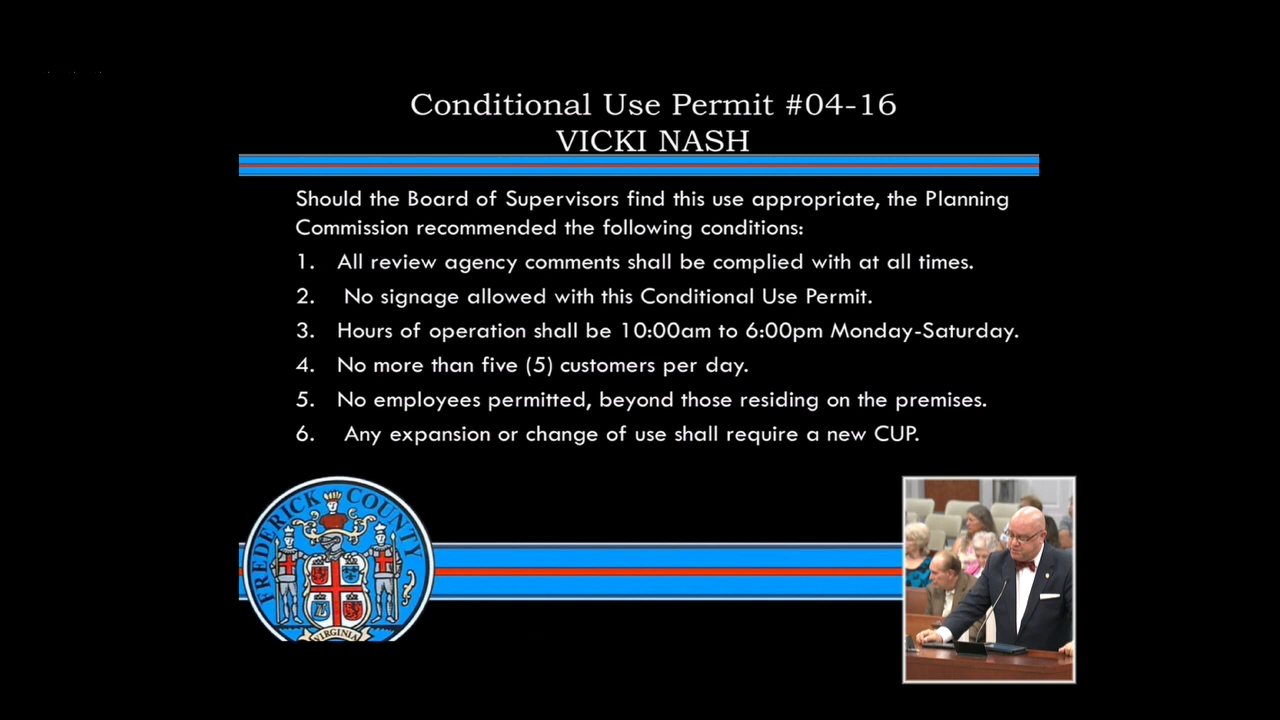 Conditional Use Permit #04-16
VICKI NASH
Should the Board of Supervisors find this use appropriate, the Planning
Commission recommended the following conditions:
1. All review agency comments shall be complied with at all times.
2. No signage allowed with this Conditional Use Permit.
3. Hours of operation shall be 10:00am to 6:00pm Monday-Saturday.
4. No more than five (5) customers per day.
5. No employees permitted, beyond those residing on the premises.
6. Any expansion or change of use shall require a new CUP.
FREDERICK COUNTY
VIRGINIA